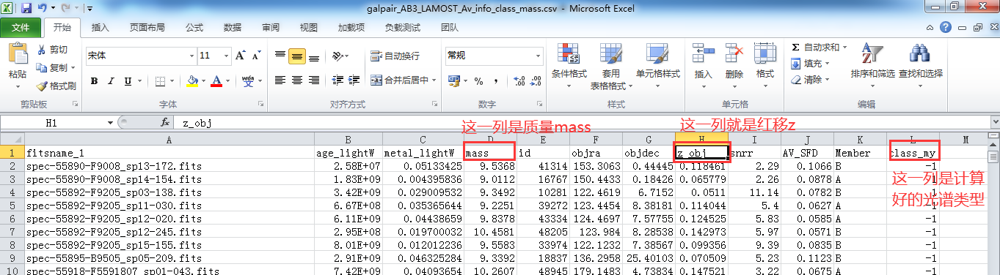 galpair_AB3_LAMOST_Av_info_class_mass.csv - Microsoft Excel
文件 开始 插入 页面布局 公式 数据 审阅 视图 加载项 负载测试 团队
粘贴 剪切 复制 格式刷 剪贴板
宋体 11 B I U 字体
自动换行 合并后居中 对齐方式
常规 % , 数字
条件格式 套用表格格式 单元格样式 样式
插入 删除 格式 单元格
自动求和 填充 清除 排序和筛选 查找和选择 编辑
H1 fx z_obj
这一列是质量mass
这一列就是红移z
A B C D E F G H I J K L M
1 fitsname_1 age_lightW metal_lightW mass id objra objdec z_obj snrr AV_SFD Member class_my
2 spec-55890-F9008_sp13-172.fits 2.58E+07 0.05133425 9.5368 41314 153.3063 0.44445 0.118461 2.29 0.1066 B -1
3 spec-55890-F9008_sp14-154.fits 1.83E+09 0.004395836 9.0112 16767 150.4433 0.18426 0.065779 2.26 0.0878 A
4 spec-55892-F9205_sp03-138.fits 3.42E+09 0.029009532 9.3492 10281 122.4619 6.7152 0.0511 11.14 0.0782 B
5 spec-55892-F9205_sp11-030.fits 6.67E+08 0.035365644 9.2251 39272 123.4454 8.38181 0.114044 5.4 0.0627 A
6 spec-55892-F9205_sp12-020.fits 6.11E+09 0.04438659 9.8378 43334 124.4697 7.57755 0.124525 5.83 0.0585 A -1
7 spec-55892-F9205_sp12-245.fits 2.95E+08 0.019700032 10.4581 48205 123.984 8.28538 0.142973 5.97 0.0571 B -1
8 spec-55892-F9205_sp15-155.fits 8.01E+09 0.012012236 9.5583 33974 122.1232 7.38567 0.099356 9.39 0.0835 B -1
9 spec-55895-B9505_sp05-209.fits 2.91E+09 0.046325284 9.3392 18837 136.2958 25.40103 0.070509 5.23 0.1123 B -1
10 spec-55918-F5591807_sp01-043.fits 7.42E+09 0.04093654 10.2607 48945 179.1483 4.73834 0.147521 3.22 0.0675 A -1
这一列是计算
好的光谱类型